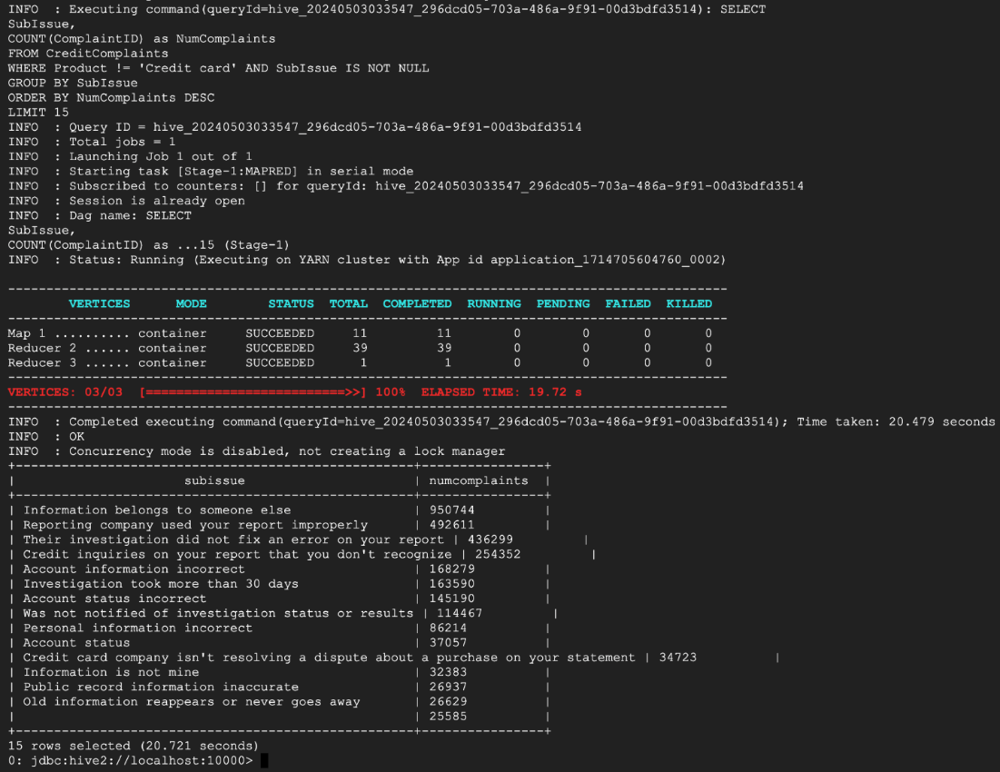 INFO  : Executing command(queryId=hive_20240503033547_296dcd05-703a-486a-9f91-00d3bdfd3514): SELECT
SubIssue,
COUNT(ComplaintID) as NumComplaints
FROM CreditComplaints
WHERE Product != 'Credit card' AND SubIssue IS NOT NULL
GROUP BY SubIssue
ORDER BY NumComplaints DESC
LIMIT 15
INFO  : Query ID = hive_20240503033547_296dcd05-703a-486a-9f91-00d3bdfd3514
INFO  : Total jobs = 1
INFO  : Launching Job 1 out of 1
INFO  : Starting task [Stage-1:MAPRED] in serial mode
INFO  : Subscribed to counters: [] for queryId: hive_20240503033547_296dcd05-703a-486a-9f91-00d3bdfd3514
INFO  : Session is already open
INFO  : Dag name: SELECT
SubIssue,
COUNT(ComplaintID) as ...15 (Stage-1)
INFO  : Status: Running (Executing on YARN cluster with App id application_1714705604760_0002)
----------------------------------------------------------------------------------------------
        VERTICES      MODE        STATUS  TOTAL  COMPLETED  RUNNING  PENDING  FAILED  KILLED
----------------------------------------------------------------------------------------------
Map 1 .......... container     SUCCEEDED     11         11        0        0       0       0
Reducer 2 ...... container     SUCCEEDED     39         39        0        0       0       0
Reducer 3 ...... container     SUCCEEDED      1          1        0        0       0       0
----------------------------------------------------------------------------------------------
VERTICES: 03/03  [==========================>>] 100%  ELAPSED TIME: 19.72 s
----------------------------------------------------------------------------------------------
INFO  : Completed executing command(queryId=hive_20240503033547_296dcd05-703a-486a-9f91-00d3bdfd3514); Time taken: 20.479 seconds
INFO  : OK
INFO  : Concurrency mode is disabled, not creating a lock manager
+----------------------------------------------------+----------------+
|                      subissue                      | numcomplaints  |
+----------------------------------------------------+----------------+
| Information belongs to someone else                | 950744         |
| Reporting company used your report improperly      | 492611         |
| Their investigation did not fix an error on your report | 436299         |
| Credit inquiries on your report that you don't recognize | 254352         |
| Account information incorrect                      | 168279         |
| Investigation took more than 30 days               | 163590         |
| Account status incorrect                           | 145190         |
| Was not notified of investigation status or results | 114467         |
| Personal information incorrect                     | 86214          |
| Account status                                     | 37057          |
| Credit card company isn't resolving a dispute about a purchase on your statement | 34723          |
| Information is not mine                            | 32383          |
| Public record information inaccurate               | 26937          |
| Old information reappears or never goes away       | 26629          |
|                                                    | 25585          |
+----------------------------------------------------+----------------+
15 rows selected (20.721 seconds)
0: jdbc:hive2://localhost:10000>